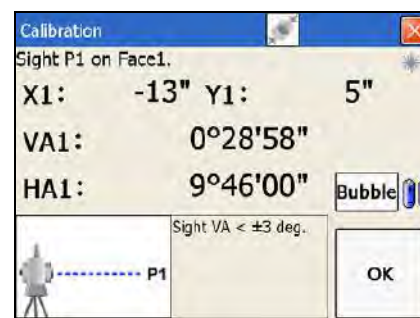 Calibration
Sight P1 on Face1.
X1: -13" Y1: 5"
VA1: 0°28'58"
HA1: 9°46'00"
Bubble
Sight VA < ±3 deg.
P1
OK